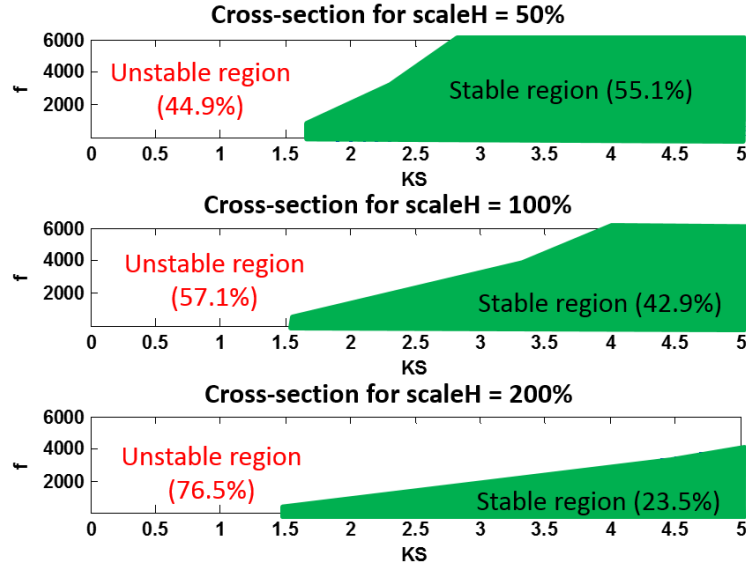 Cross-section for scaleH = 50%
6000
4000
2000
f
Unstable region
(44.9%)
Stable region (55.1%)
0 0.5 1 1.5 2 2.5 3 3.5 4 4.5 5
KS
Cross-section for scaleH = 100%
6000
4000
2000
f
Unstable region
(57.1%)
Stable region (42.9%)
0 0.5 1 1.5 2 2.5 3 3.5 4 4.5 5
KS
Cross-section for scaleH = 200%
6000
4000
2000
f
Unstable region
(76.5%)
Stable region (23.5%)
0 0.5 1 1.5 2 2.5 3 3.5 4 4.5 5
KS